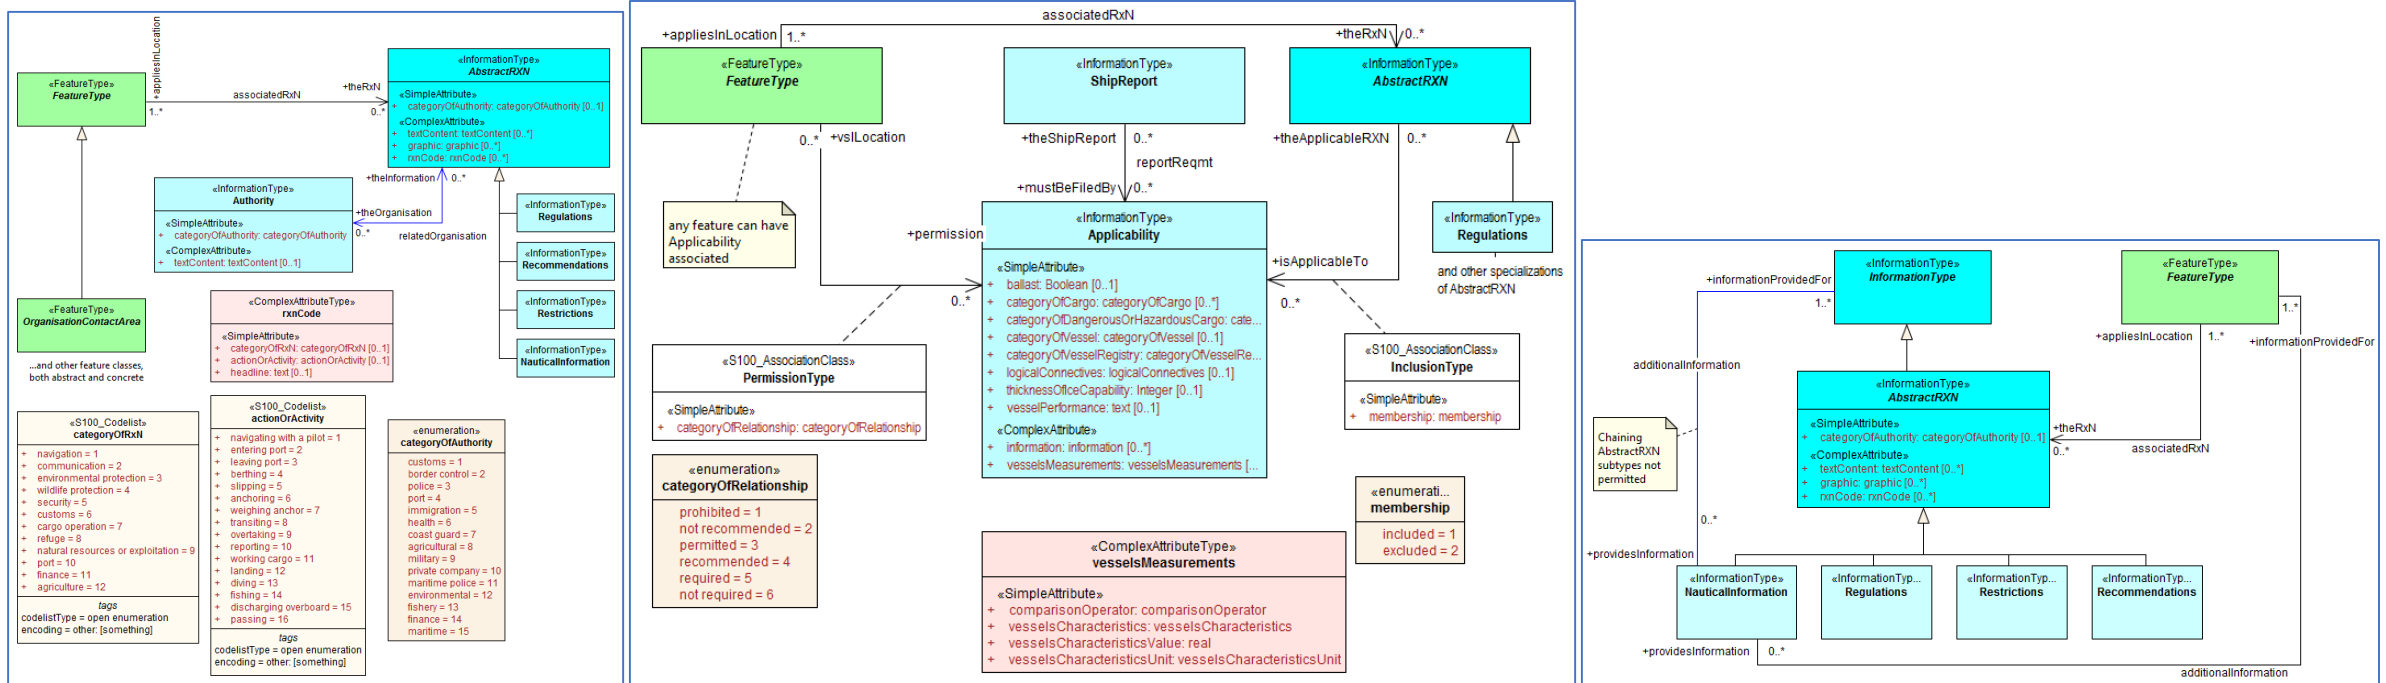 +appliesInLocation
«FeatureType»
FeatureType
1..*
associatedRxN
+theRxN
0..*
«InformationType»
AbstractRXN
«SimpleAttribute»
+ categoryOfAuthority: categoryOfAuthority [0..1]
«ComplexAttribute»
+ textContent: textContent [0..*]
+ graphic: graphic [0..*]
+ rxnCode: rxnCode [0..*]
+theInformation 0..*
«InformationType»
Authority
«SimpleAttribute»
+ categoryOfAuthority: categoryOfAuthority
«ComplexAttribute»
+ textContent: textContent [0..1]
+theOrganisation
0..*
relatedOrganisation
«InformationType»
Regulations
«InformationType»
Recommendations
«InformationType»
Restrictions
«InformationType»
NauticalInformation
«FeatureType»
OrganisationContactArea
...and other feature classes,
both abstract and concrete
«ComplexAttributeType»
rxnCode
«SimpleAttribute»
+ categoryOfRxN: categoryOfRxN [0..1]
+ actionOrActivity: actionOrActivity [0..1]
+ headline: text [0..1]
«S100_Codelist»
categoryOfRxN
+ navigation = 1
+ communication = 2
+ environmental protection = 3
+ wildlife protection = 4
+ security = 5
+ customs = 6
+ cargo operation = 7
+ refuge = 8
+ natural resources or exploitation = 9
+ port = 10
+ finance = 11
+ agriculture = 12
tags
codelistType = open enumeration
encoding = other: [something]
«S100_Codelist»
actionOrActivity
+ navigating with a pilot = 1
+ entering port = 2
+ leaving port = 3
+ berthing = 4
+ slipping = 5
+ anchoring = 6
+ weighing anchor = 7
+ transiting = 8
+ overtaking = 9
+ reporting = 10
+ working cargo = 11
+ landing = 12
+ diving = 13
+ fishing = 14
+ discharging overboard = 15
+ passing = 16
tags
codelistType = open enumeration
encoding = other: [something]
«enumeration»
categoryOfAuthority
customs = 1
border control = 2
police = 3
port = 4
immigration = 5
health = 6
coast guard = 7
agricultural = 8
military = 9
private company = 10
maritime police = 11
environmental = 12
fishery = 13
finance = 14
maritime = 15
associatedRxN
+appliesInLocation 1..*
+theRxN 0..*
«FeatureType»
FeatureType
«InformationType»
ShipReport
«InformationType»
AbstractRXN
0..* +vslLocation
+theShipReport 0..*
reportReqmt
+mustBeFiledBy 0..*
+theApplicableRXN 0..*
any feature can have
Applicability
associated
+permission
0..*
«InformationType»
Applicability
«SimpleAttribute»
+ ballast: Boolean [0..1]
+ categoryOfCargo: categoryOfCargo [0..*]
+ categoryOfDangerousOrHazardousCargo: cate...
+ categoryOfVessel: categoryOfVessel [0..1]
+ categoryOfVesselRegistry: categoryOfVesselRe...
+ logicalConnectives: logicalConnectives [0..1]
+ thicknessOfIceCapability: Integer [0..1]
+ vesselPerformance: text [0..1]
«ComplexAttribute»
+ information: information [0..*]
+ vesselsMeasurements: vesselsMeasurements [...
+isApplicableTo
0..*
«InformationType»
Regulations
and other specializations
of AbstractRXN
«S100_AssociationClass»
PermissionType
«SimpleAttribute»
+ categoryOfRelationship: categoryOfRelationship
«S100_AssociationClass»
InclusionType
«SimpleAttribute»
+ membership: membership
«enumeration»
categoryOfRelationship
prohibited = 1
not recommended = 2
permitted = 3
recommended = 4
required = 5
not required = 6
«enumerati...
membership
included = 1
excluded = 2
«ComplexAttributeType»
vesselsMeasurements
«SimpleAttribute»
+ comparisonOperator: comparisonOperator
+ vesselsCharacteristics: vesselsCharacteristics
+ vesselsCharacteristicsValue: real
+ vesselsCharacteristicsUnit: vesselsCharacteristicsUnit
+informationProvidedFor
1..*
«InformationType»
InformationType
«FeatureType»
FeatureType
1..*
+informationProvidedFor
+appliesInLocation 1..*
additionalInformation
«InformationType»
AbstractRXN
«SimpleAttribute»
+ categoryOfAuthority: categoryOfAuthority [0..1]
«ComplexAttribute»
+ textContent: textContent [0..*]
+ graphic: graphic [0..*]
+ rxnCode: rxnCode [0..*]
+theRxN
0..*
associatedRxN
Chaining
AbstractRXN
subtypes not
permitted
0..*
+providesInformation
«InformationType»
NauticalInformation
«InformationTyp...
Regulations
«InformationTyp...
Restrictions
«InformationTyp...
Recommendations
+providesInformation 0..*
additionalInformation